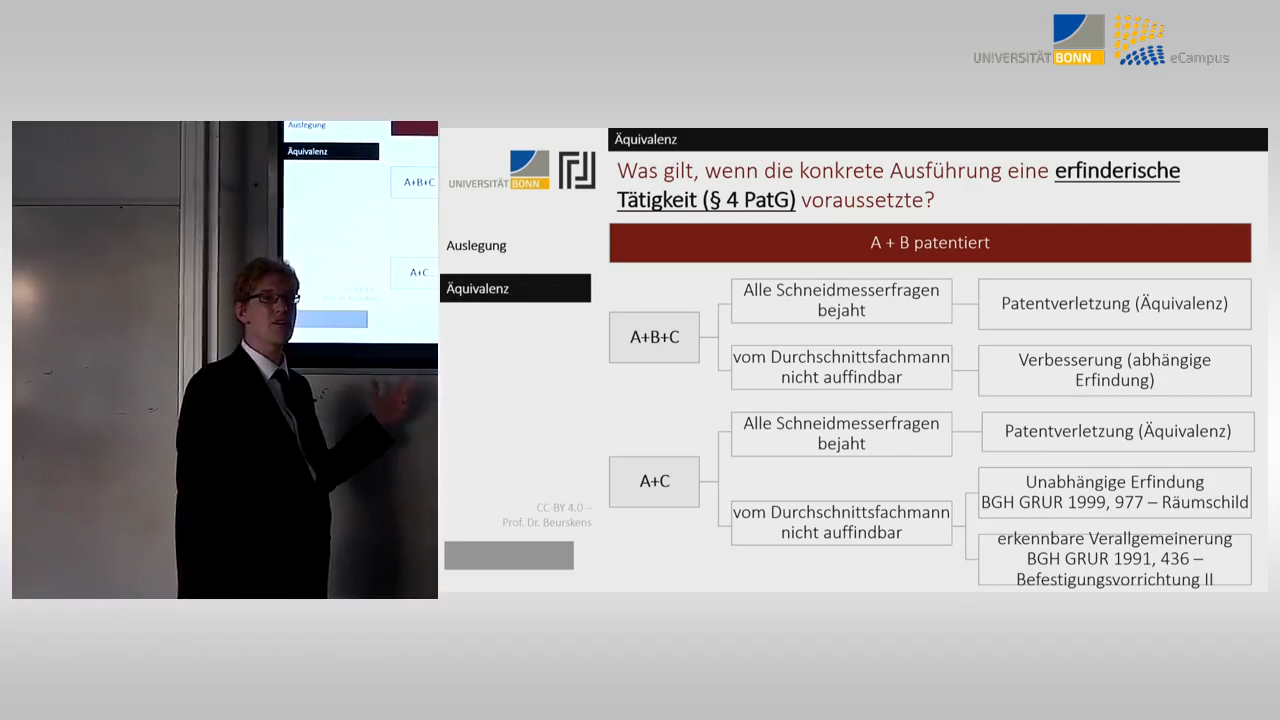 UNIVERSITÄT BONN
eCampus
Auslegung
Äquivalenz
A+B+C
A+C
Äquivalenz
UNIVERSITÄT BONN
Was gilt, wenn die konkrete Ausführung eine erfinderische
Tätigkeit (§ 4 PatG) voraussetzte?
Auslegung
Äquivalenz
CC-BY 4.0 –
Prof. Dr. Beurskens
A + B patentiert
A+B+C
Alle Schneidmesserfragen
bejaht
Patentverletzung (Äquivalenz)
vom Durchschnittsfachmann
nicht auffindbar
Verbesserung (abhängige
Erfindung)
A+C
Alle Schneidmesserfragen
bejaht
Patentverletzung (Äquivalenz)
vom Durchschnittsfachmann
nicht auffindbar
Unabhängige Erfindung
BGH GRUR 1999, 977 – Räumschild
erkennbare Verallgemeinerung
BGH GRUR 1991, 436 –
Befestigungsvorrichtung II